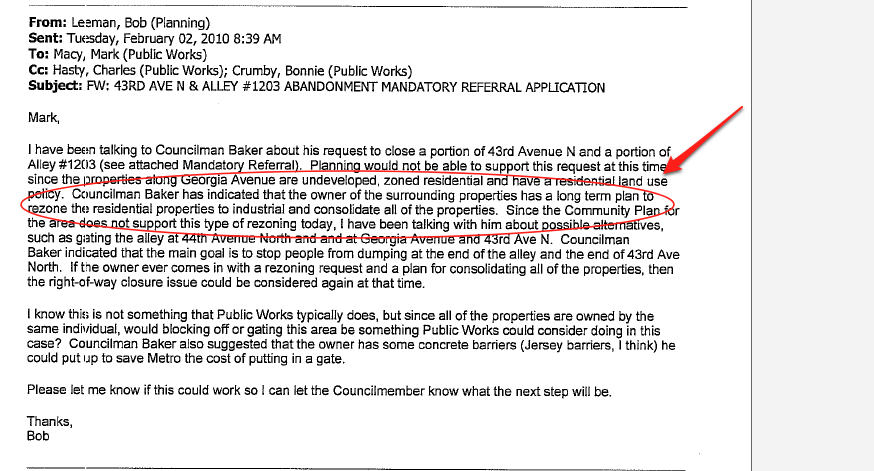 From: Leeman, Bob (Planning)
Sent: Tuesday, February 02, 2010 8:39 AM
To: Macy, Mark (Public Works)
Cc: Hasty, Charles (Public Works); Crumby, Bonnie (Public Works)
Subject: FW: 43RD AVE N & ALLEY #1203 ABANDONMENT MANDATORY REFERRAL APPLICATION
Mark,
I have been talking to Councilman Baker about his request to close a portion of 43rd Avenue N and a portion of
Alley #1203 (see attached Mandatory Referral). Planning would not be able to support this request at this time
since the properties along Georgia Avenue are undeveloped, zoned residential and have a residential land use
policy. Councilman Baker has indicated that the owner of the surrounding properties has a long term plan to
rezone the residential properties to industrial and consolidate all of the properties. Since the Community Plan for
the area does not support this type of rezoning today, I have been talking with him about possible alternatives,
such as gating the alley at 44th Avenue North and and at Georgia Avenue and 43rd Ave N. Councilman
Baker indicated that the main goal is to stop people from dumping at the end of the alley and the end of 43rd Ave
North. If the owner ever comes in with a rezoning request and a plan for consolidating all of the properties, then
the right-of-way closure issue could be considered again at that time.
I know this is not something that Public Works typically does, but since all of the properties are owned by the
same individual, would blocking off or gating this area be something Public Works could consider doing in this
case? Councilman Baker also suggested that the owner has some concrete barriers (Jersey barriers, I think) he
could put up to save Metro the cost of putting in a gate.
Please let me know if this could work so I can let the Councilmember know what the next step will be.
Thanks,
Bob